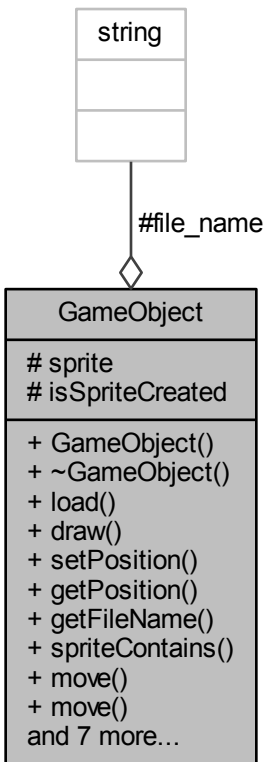 string
#file_name
GameObject
# sprite
# isSpriteCreated
+ GameObject()
+ ~GameObject()
+ load()
+ draw()
+ setPosition()
+ getPosition()
+ getFileName()
+ spriteContains()
+ move()
+ move()
and 7 more...